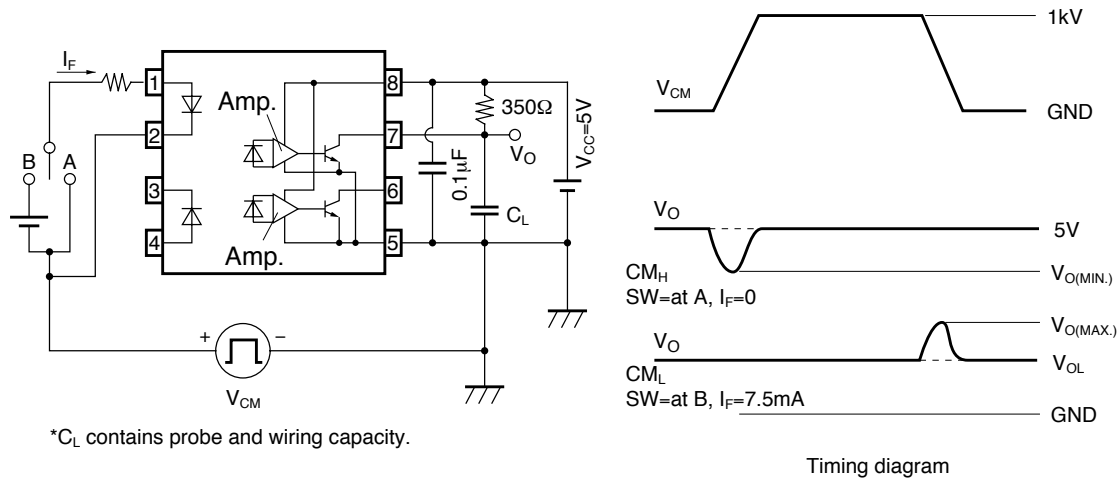 I_F
1
2
3
4
8
7
6
5
Amp.
Amp.
B
A
350Ω
V_O
V_CC=5V
0.1μF
C_L
+
−
V_CM
*C_L contains probe and wiring capacity.
1kV
V_CM
GND
V_O
5V
CM_H
SW=at A, I_F=0
V_O(MIN.)
V_O(MAX.)
V_O
V_OL
CM_L
SW=at B, I_F=7.5mA
GND
Timing diagram